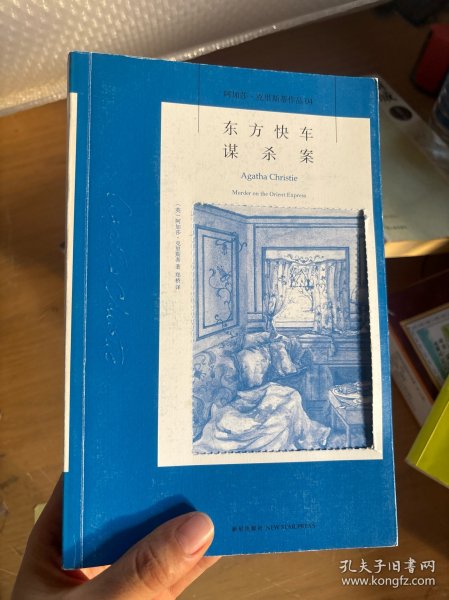 阿加莎·克里斯蒂作品04
东方快车
谋杀案
Agatha Christie
Murder on the Orient Express
（英）阿加莎·克里斯蒂 著 郑桥 译
新星出版社 NEW STAR PRESS
孔夫子旧书网
www.kongfz.com